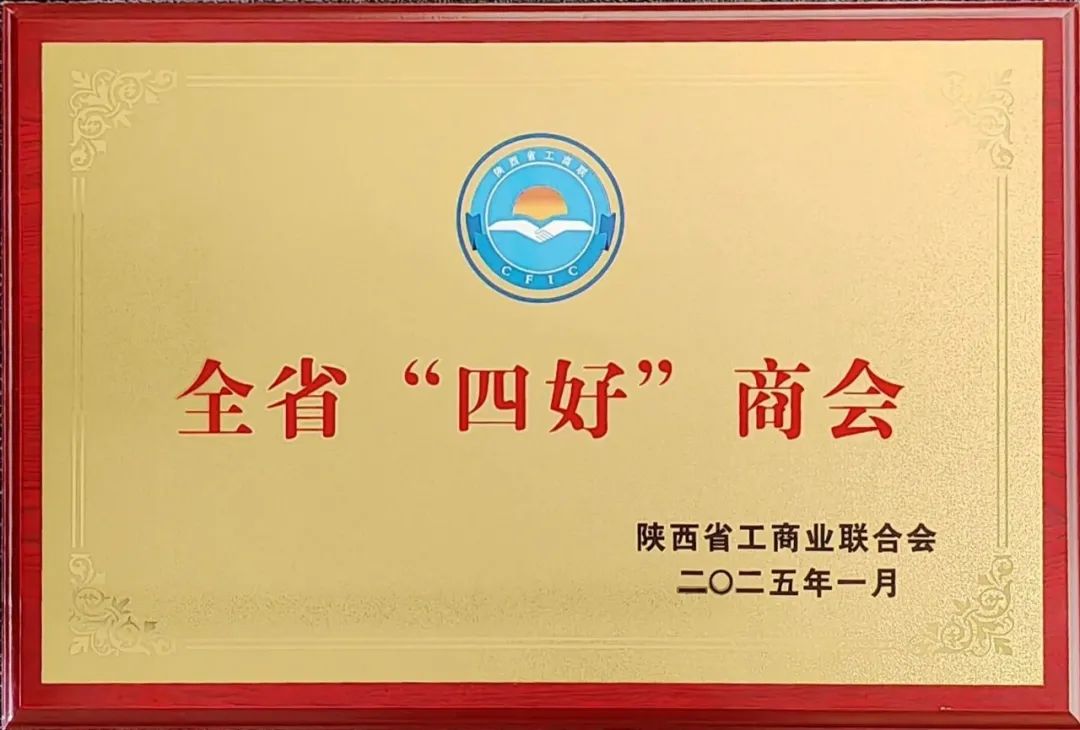 陕西省工商联
CFIC
全省“四好”商会
陕西省工商业联合会
二〇二五年一月